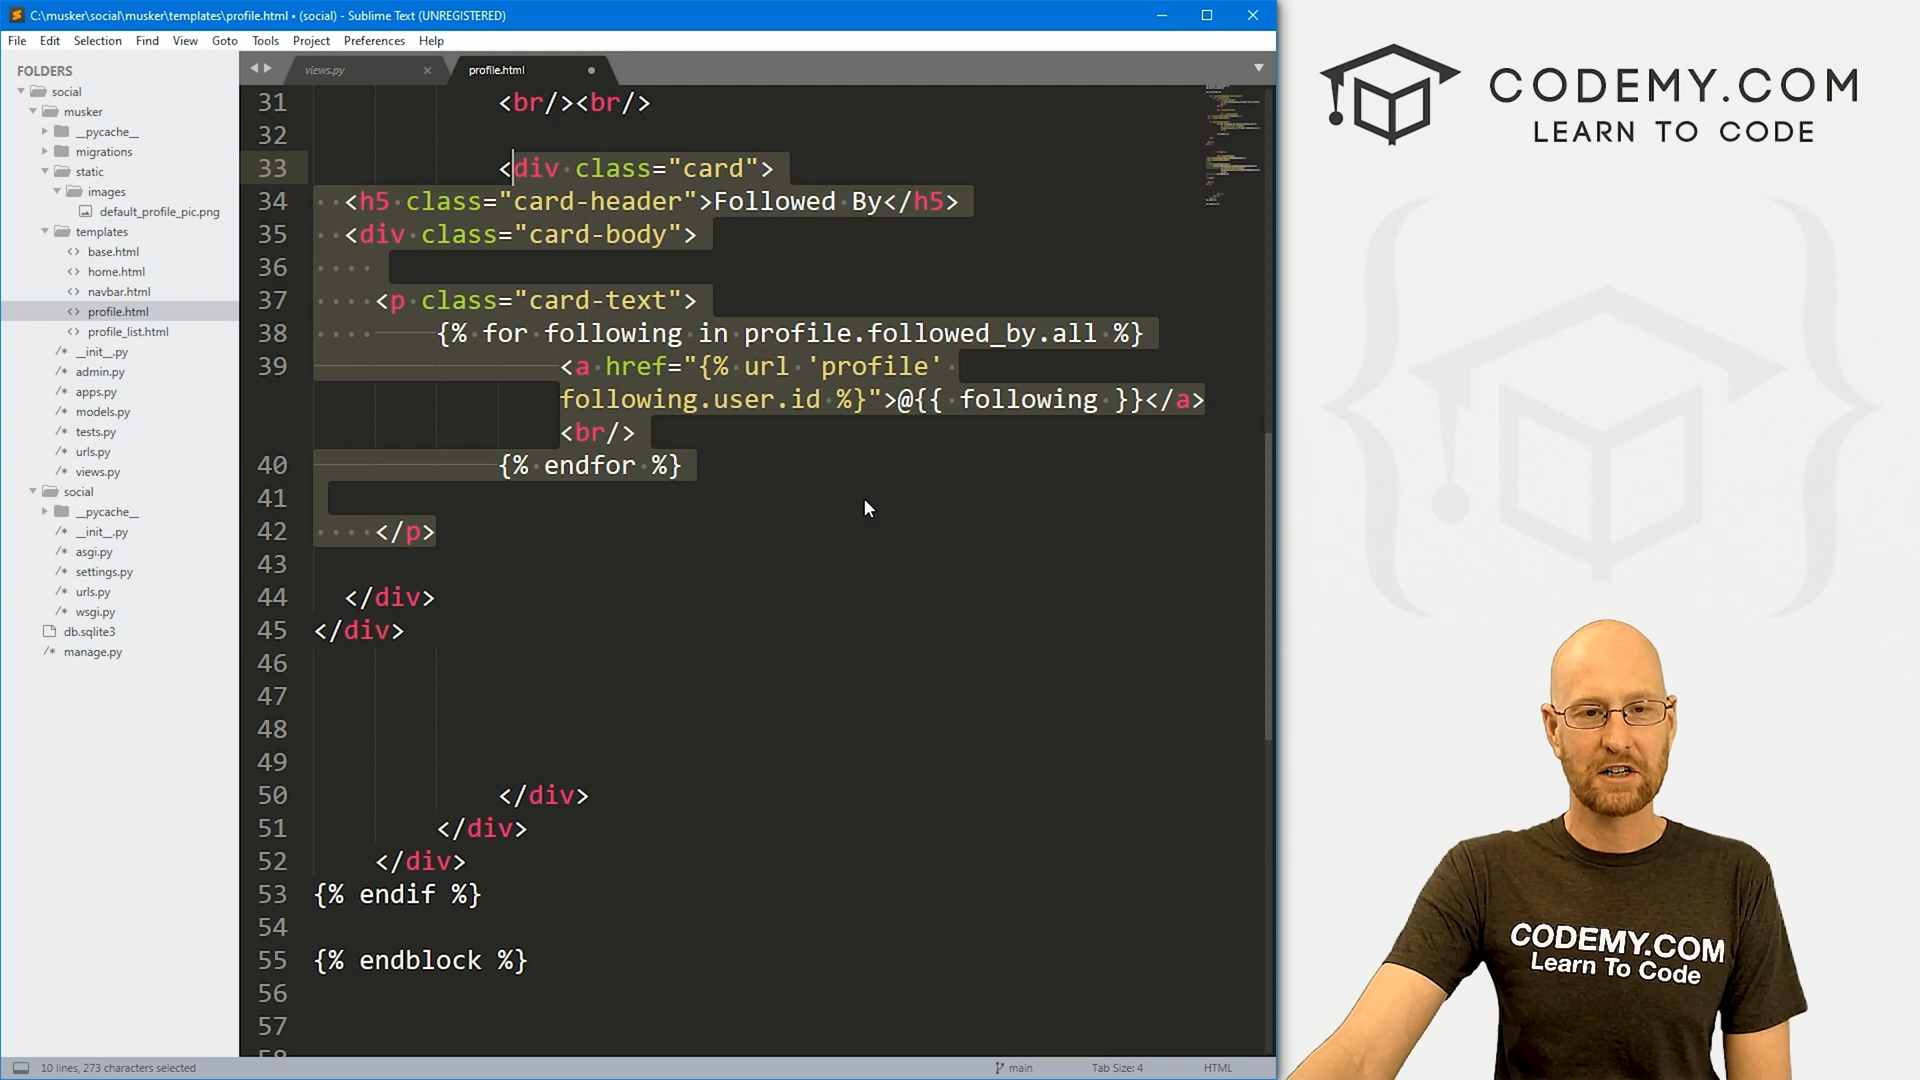 C:\musker\social\musker\templates\profile.html • (social) - Sublime Text (UNREGISTERED)
File Edit Selection Find View Goto Tools Project Preferences Help
FOLDERS
social
musker
__pycache__
migrations
static
images
default_profile_pic.png
templates
base.html
home.html
navbar.html
profile.html
profile_list.html
__init__.py
admin.py
apps.py
models.py
tests.py
urls.py
views.py
social
__pycache__
__init__.py
asgi.py
settings.py
urls.py
wsgi.py
db.sqlite3
manage.py
views.py
profile.html
31 <br/><br/>
32
33 <div class="card">
34 <h5 class="card-header">Followed By</h5>
35 <div class="card-body">
36
37 <p class="card-text">
38 {% for following in profile.followed_by.all %}
39 <a href="{% url 'profile'
following.user.id %}">@{{ following }}</a>
<br/>
40 {% endfor %}
41
42 </p>
43
44 </div>
45 </div>
46
47
48
49
50 </div>
51 </div>
52 </div>
53 {% endif %}
54
55 {% endblock %}
56
57
58
10 lines, 273 characters selected
main
Tab Size: 4
HTML
CODEMY.COM
LEARN TO CODE
CODEMY.COM
Learn To Code